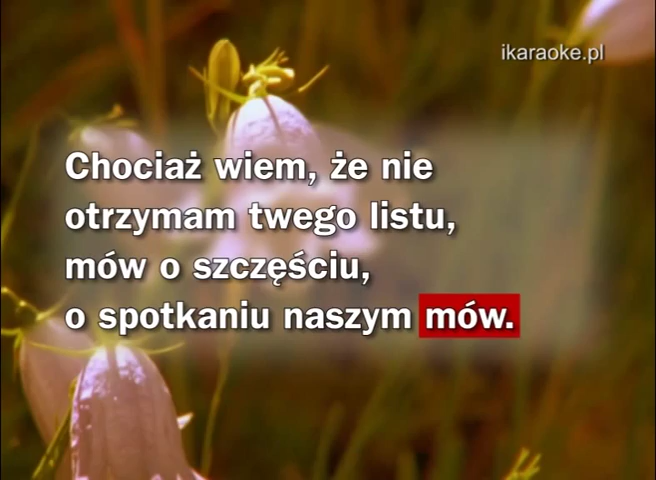 ikaraoke.pl
Chociaż wiem, że nie
otrzymam twego listu,
mów o szczęściu,
o spotkaniu naszym mów.